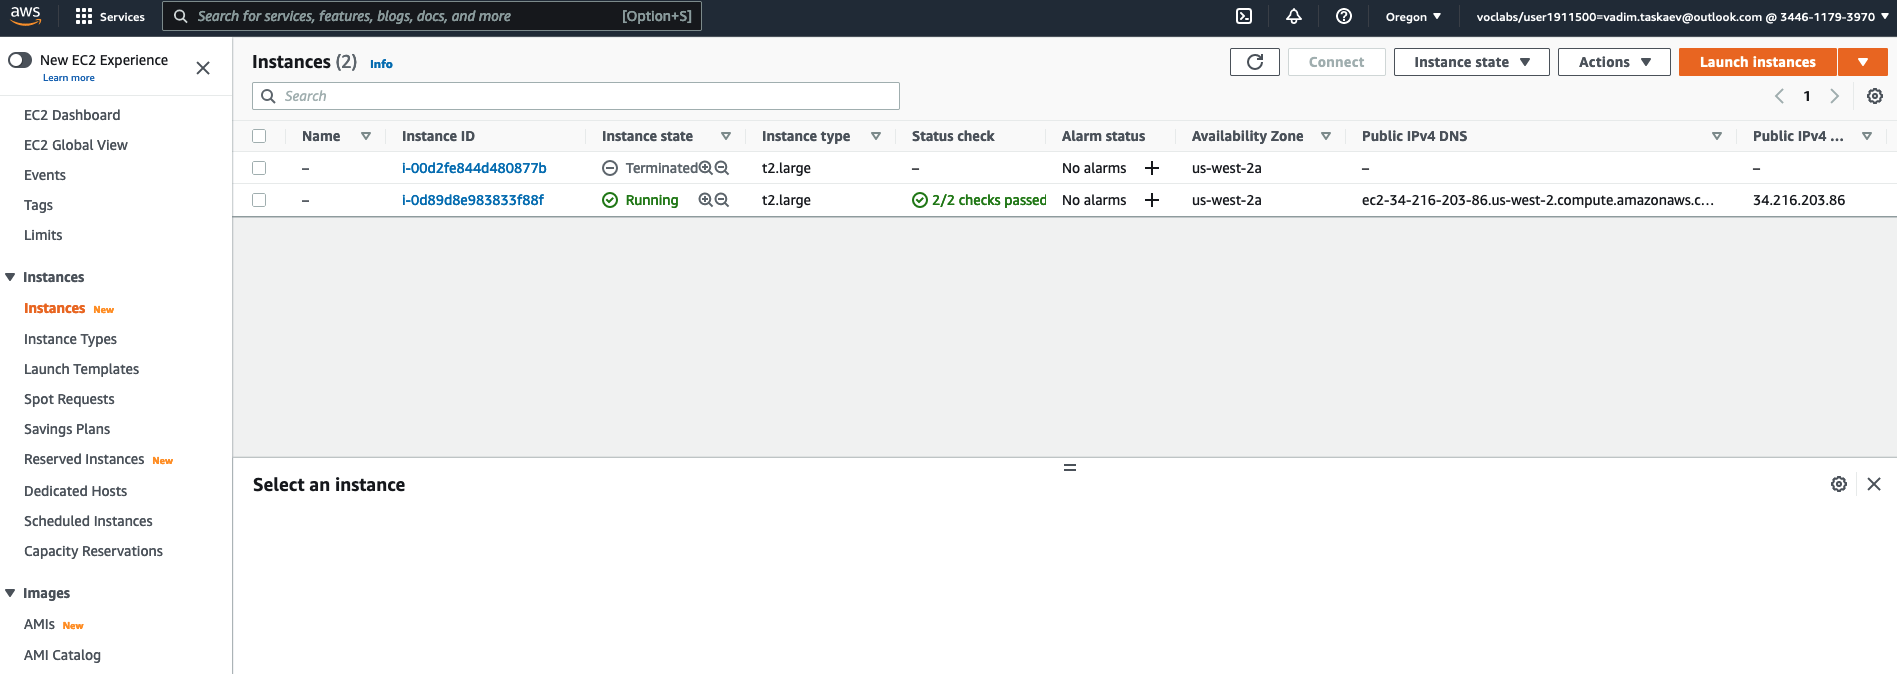 aws
Services
Search for services, features, blogs, docs, and more [Option+S]
Oregon ▼
voclabs/user1911500=vadim.taskaev@outlook.com @ 3446-1179-3970 ▼
New EC2 Experience
Learn more
EC2 Dashboard
EC2 Global View
Events
Tags
Limits
Instances
Instances New
Instance Types
Launch Templates
Spot Requests
Savings Plans
Reserved Instances New
Dedicated Hosts
Scheduled Instances
Capacity Reservations
Images
AMIs New
AMI Catalog
Instances (2) Info
Connect
Instance state
Actions
Launch instances
Search
1
Name Instance ID Instance state Instance type Status check Alarm status Availability Zone Public IPv4 DNS Public IPv4 ...
– i-00d2fe844d480877b Terminated t2.large – No alarms + us-west-2a – –
– i-0d89d8e983833f88f Running t2.large 2/2 checks passed No alarms + us-west-2a ec2-34-216-203-86.us-west-2.compute.amazonaws.c... 34.216.203.86
Select an instance